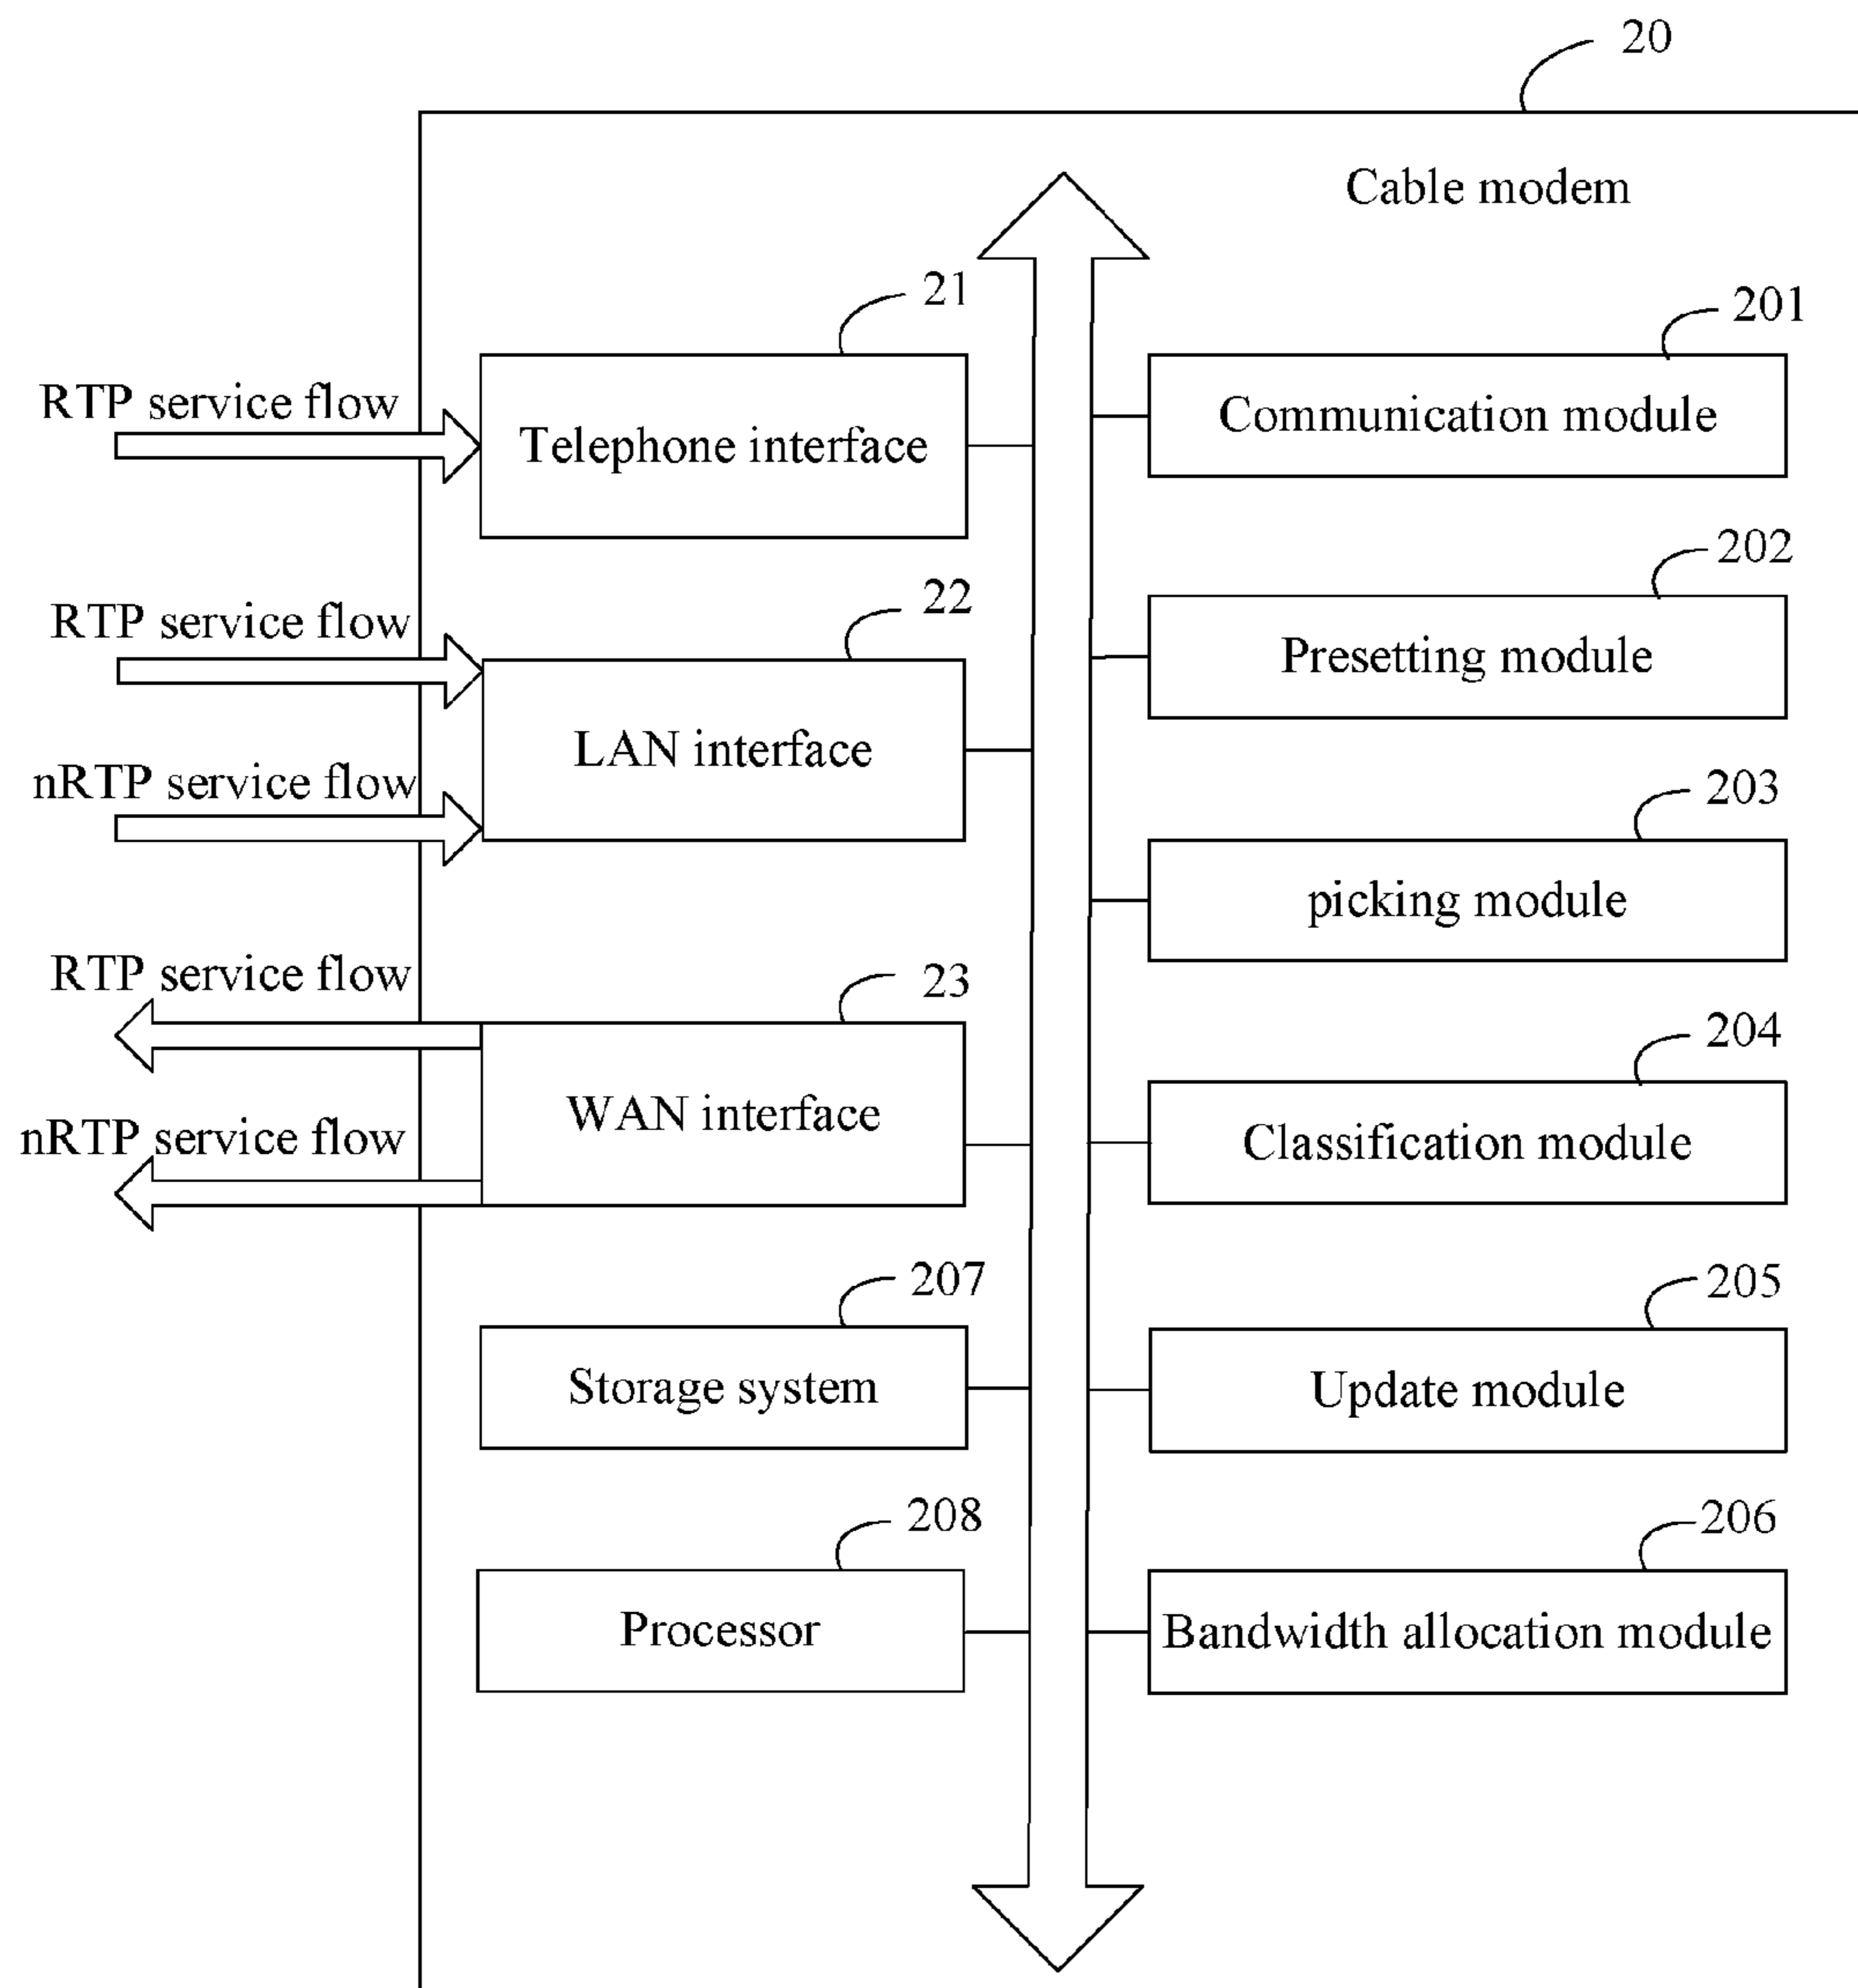 20
Cable modem
21
201
RTP service flow
Telephone interface
Communication module
202
22
RTP service flow
Presetting module
LAN interface
nRTP service flow
203
picking module
RTP service flow
23
204
WAN interface
nRTP service flow
Classification module
207
205
Storage system
Update module
208
206
Processor
Bandwidth allocation module